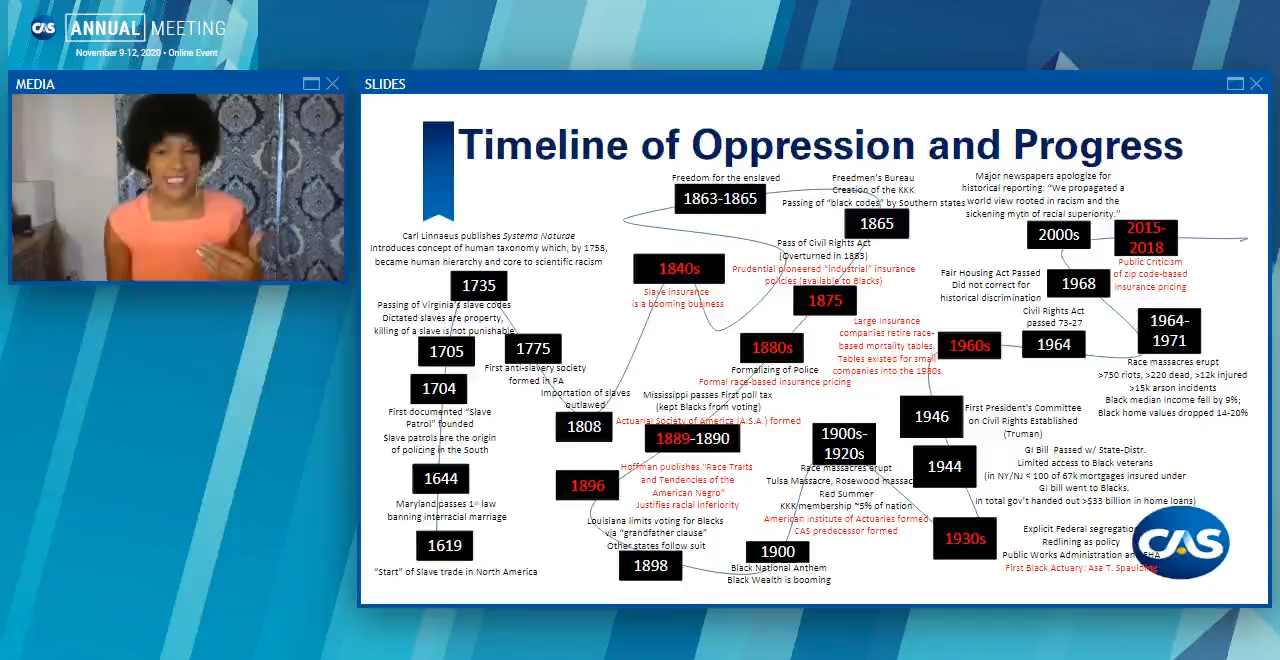 CAS ANNUAL MEETING
November 9-12, 2020 • Online Event
MEDIA
SLIDES
Timeline of Oppression and Progress
"Start" of Slave trade in North America
1619
Maryland passes 1st law
banning interracial marriage
1644
First documented "Slave
Patrol" founded
Slave patrols are the origin
of policing in the South
1704
1705
Passing of Virginia's slave codes
Dictated slaves are property,
killing of a slave is not punishable
Carl Linnaeus publishes Systema Naturae
Introduces concept of human taxonomy which, by 1758,
became human hierarchy and core to scientific racism
1735
1775
First anti-slavery society
formed in PA
Importation of slaves
outlawed
1808
1840s
Slave insurance
is a booming business
Freedom for the enslaved
1863-1865
Freedmen's Bureau
Creation of the KKK
Passing of "black codes" by Southern states
1865
Pass of Civil Rights Act
(Overturned in 1883)
Prudential pioneered "industrial" insurance
policies (available to Blacks)
1875
1880s
Formalizing of Police
Formal race-based insurance pricing
Mississippi passes First poll tax
(kept Blacks from voting)
Actuarial Society of America (A.S.A.) formed
1889-1890
1896
Hoffman publishes "Race Traits
and Tendencies of the
American Negro"
Justifies racial inferiority
Louisiana limits voting for Blacks
via "grandfather clause"
Other states follow suit
1898
1900
Black National Anthem
Black Wealth is booming
1900s-
1920s
Race massacres erupt
Tulsa Massacre, Rosewood massac
Red Summer
KKK membership ~5% of nation
American Institute of Actuaries formed
CAS predecessor formed
1930s
Explicit Federal segregation
Redlining as policy
Public Works Administration and FHA
First Black Actuary: Asa T. Spaulding
CAS
1944
GI Bill Passed w/ State-Distr.
Limited access to Black veterans
(in NY/NJ < 100 of 67k mortgages insured under
GI bill went to Blacks.
In total gov't handed out >$33 billion in home loans)
1946
First President's Committee
on Civil Rights Established
(Truman)
Large insurance
companies retire race-
based mortality tables.
Tables existed for small
companies into the 1980s
1960s
Civil Rights Act
passed 73-27
1964
1964-
1971
Race massacres erupt
>750 riots, >220 dead, >12k injured
>15k arson incidents
Black median income fell by 9%;
Black home values dropped 14-20%
Fair Housing Act Passed
Did not correct for
historical discrimination
1968
Major newspapers apologize for
historical reporting: "We propagated a
world view rooted in racism and the
sickening myth of racial superiority."
2000s
2015-
2018
Public Criticism
of zip code-based
insurance pricing